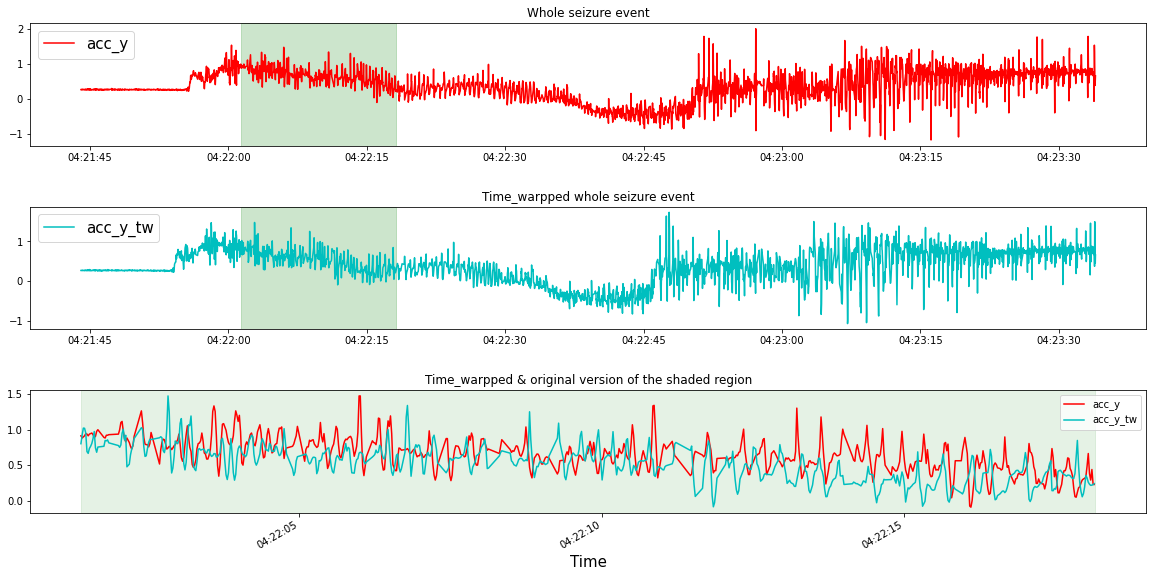 Whole seizure event
acc_y
2
1
0
−1
04:21:45 04:22:00 04:22:15 04:22:30 04:22:45 04:23:00 04:23:15 04:23:30
Time_warpped whole seizure event
acc_y_tw
1
0
−1
04:21:45 04:22:00 04:22:15 04:22:30 04:22:45 04:23:00 04:23:15 04:23:30
Time_warpped & original version of the shaded region
acc_y
acc_y_tw
1.5
1.0
0.5
0.0
04:22:05 04:22:10 04:22:15
Time